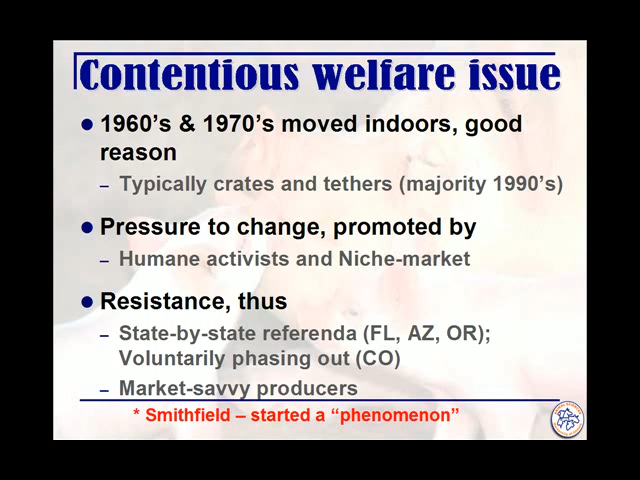 Contentious welfare issue
● 1960's & 1970's moved indoors, good
reason
– Typically crates and tethers (majority 1990's)
● Pressure to change, promoted by
– Humane activists and Niche-market
● Resistance, thus
– State-by-state referenda (FL, AZ, OR);
Voluntarily phasing out (CO)
– Market-savvy producers
* Smithfield – started a “phenomenon”